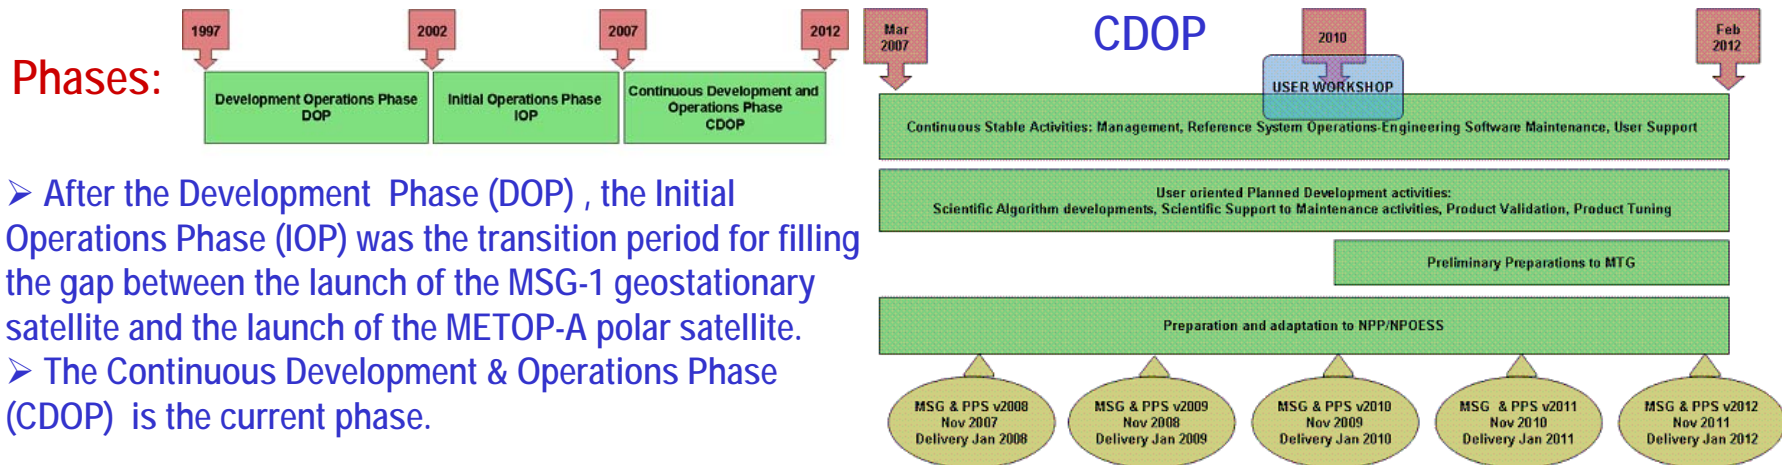 Phases:
1997
2002
2007
2012
Development Operations Phase
DOP
Initial Operations Phase
IOP
Continuous Development and
Operations Phase
CDOP
➢ After the Development Phase (DOP) , the Initial
Operations Phase (IOP) was the transition period for filling
the gap between the launch of the MSG-1 geostationary
satellite and the launch of the METOP-A polar satellite.
➢ The Continuous Development & Operations Phase
(CDOP) is the current phase.
CDOP
Mar
2007
2010
Feb
2012
USER WORKSHOP
Continuous Stable Activities: Management, Reference System Operations-Engineering Software Maintenance, User Support
User oriented Planned Development activities:
Scientific Algorithm developments, Scientific Support to Maintenance activities, Product Validation, Product Tuning
Preliminary Preparations to MTG
Preparation and adaptation to NPP/NPOESS
MSG & PPS v2008
Nov 2007
Delivery Jan 2008
MSG & PPS v2009
Nov 2008
Delivery Jan 2009
MSG & PPS v2010
Nov 2009
Delivery Jan 2010
MSG & PPS v2011
Nov 2010
Delivery Jan 2011
MSG & PPS v2012
Nov 2011
Delivery Jan 2012